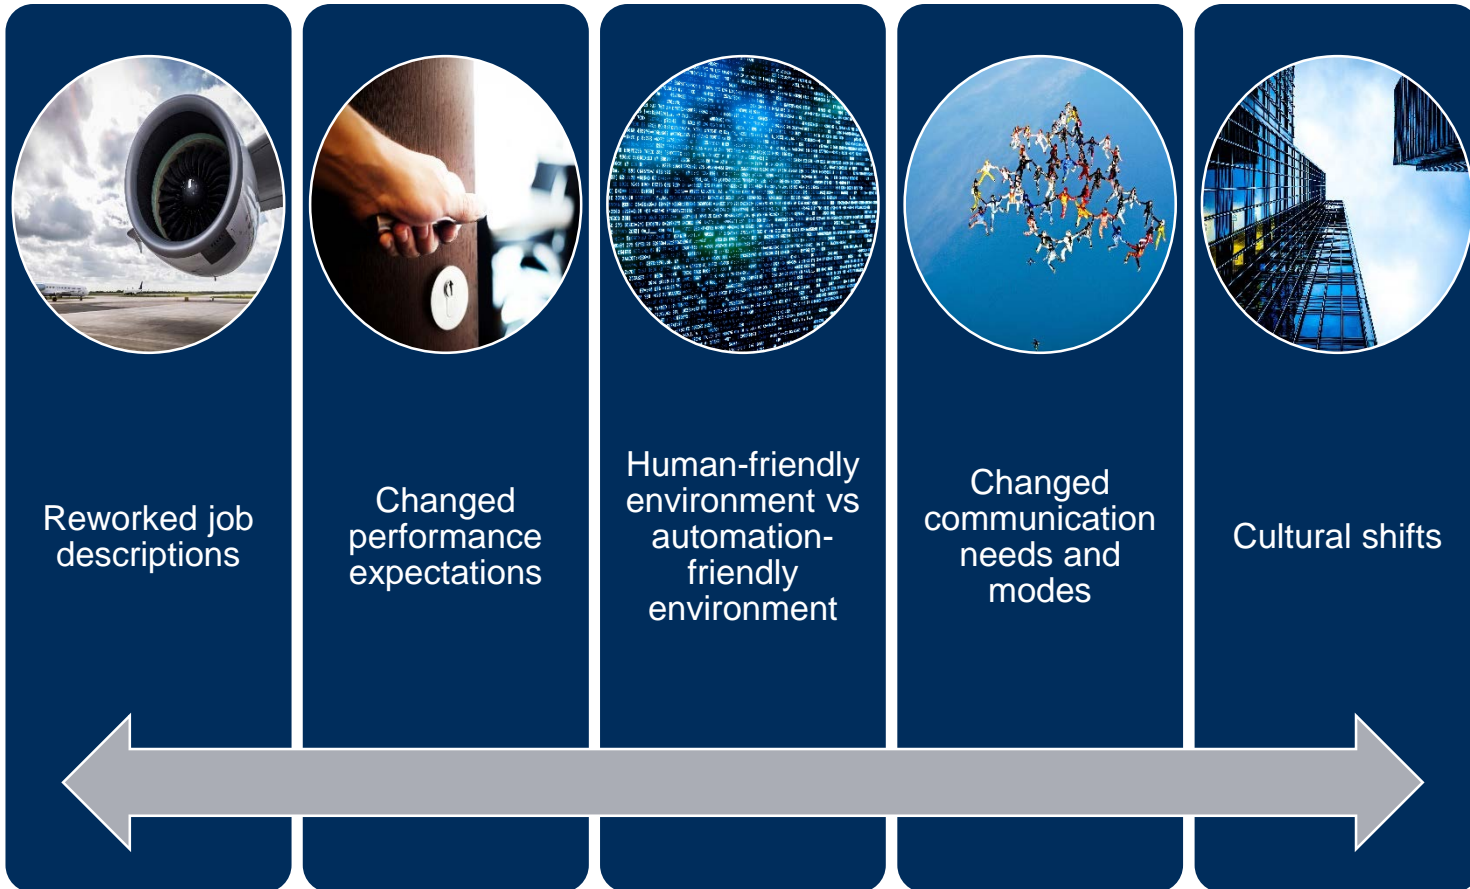 Reworked job
descriptions
Changed
performance
expectations
Human-friendly
environment vs
automation-
friendly
environment
Changed
communication
needs and
modes
Cultural shifts